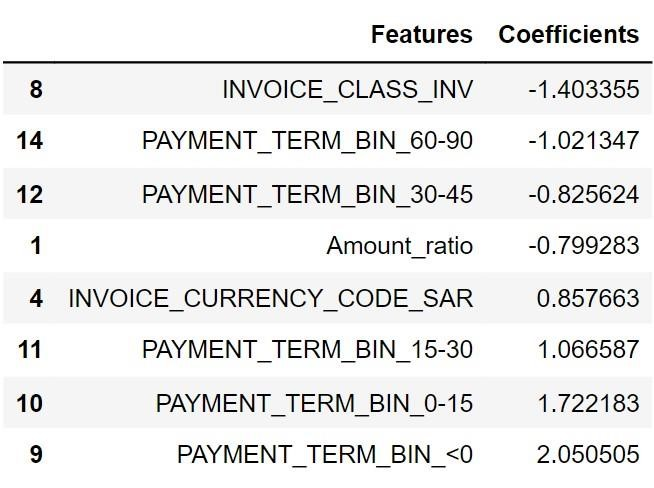 Features Coefficients
8 INVOICE_CLASS_INV -1.403355
14 PAYMENT_TERM_BIN_60-90 -1.021347
12 PAYMENT_TERM_BIN_30-45 -0.825624
1 Amount_ratio -0.799283
4 INVOICE_CURRENCY_CODE_SAR 0.857663
11 PAYMENT_TERM_BIN_15-30 1.066587
10 PAYMENT_TERM_BIN_0-15 1.722183
9 PAYMENT_TERM_BIN_<0 2.050505